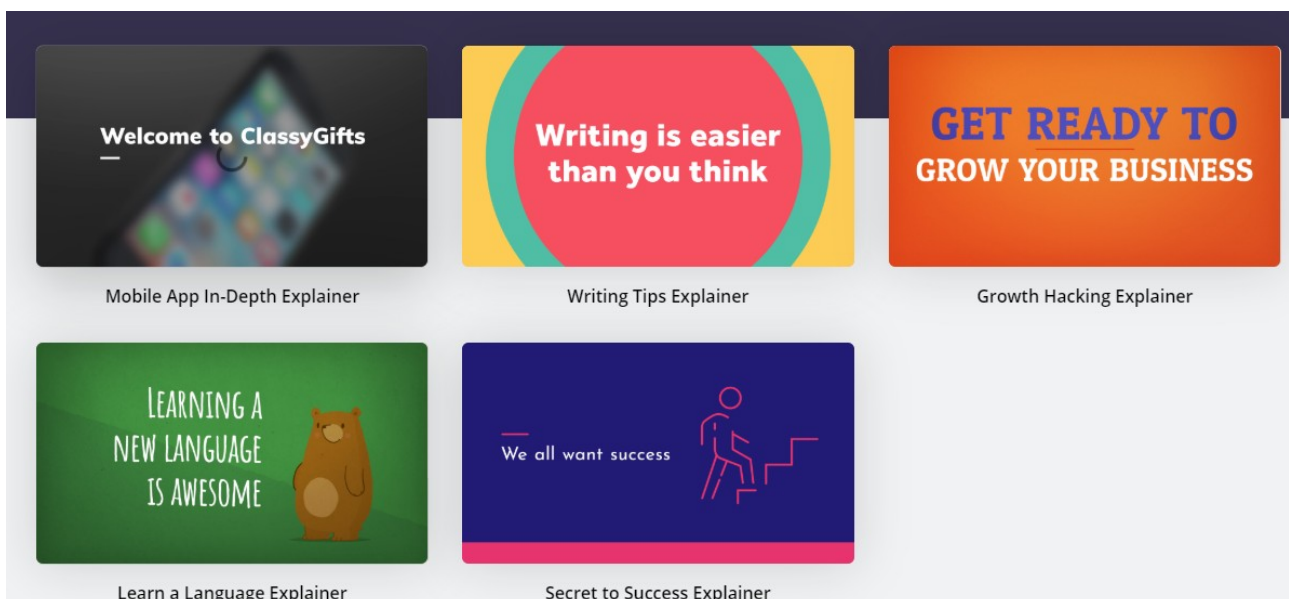 Welcome to ClassyGifts
Mobile App In-Depth Explainer
Writing is easier
than you think
Writing Tips Explainer
GET READY TO
GROW YOUR BUSINESS
Growth Hacking Explainer
LEARNING A
NEW LANGUAGE
IS AWESOME
Learn a Language Explainer
We all want success
Secret to Success Explainer